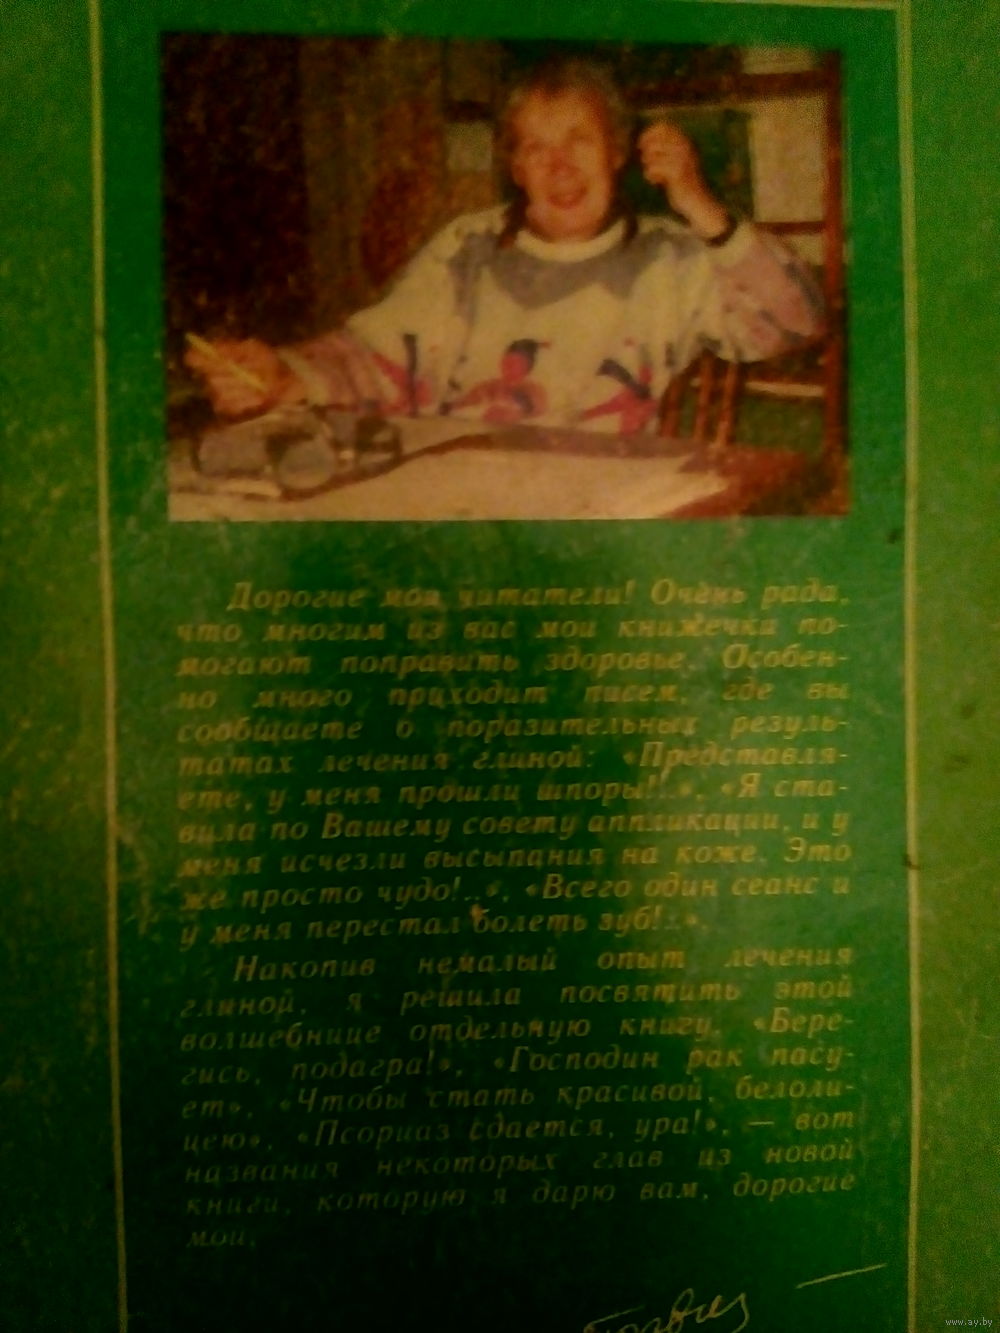 Дорогие мои читатели! Очень рада,
что многим из вас мои книжечки по-
могают поправить здоровье. Особен-
но много приходит писем, где вы
сообщаете о поразительных резуль-
татах лечения глиной: «Представля-
ете, у меня прошли шпоры!..», «Я ста-
вила по Вашему совету аппликации, и у
меня исчезли высыпания на коже. Это
же просто чудо!..», «Всего один сеанс и
у меня перестал болеть зуб!..».
Накопив немалый опыт лечения
глиной, я решила посвятить этой
волшебнице отдельную книгу. «Бере-
гись, подагра!», «Господин рак пасу-
ет», «Чтобы стать красивой, белоли-
цею», «Псориаз сдается, ура!», — вот
названия некоторых глав из новой
книги, которую я дарю вам, дорогие
мои.
www.ay.by